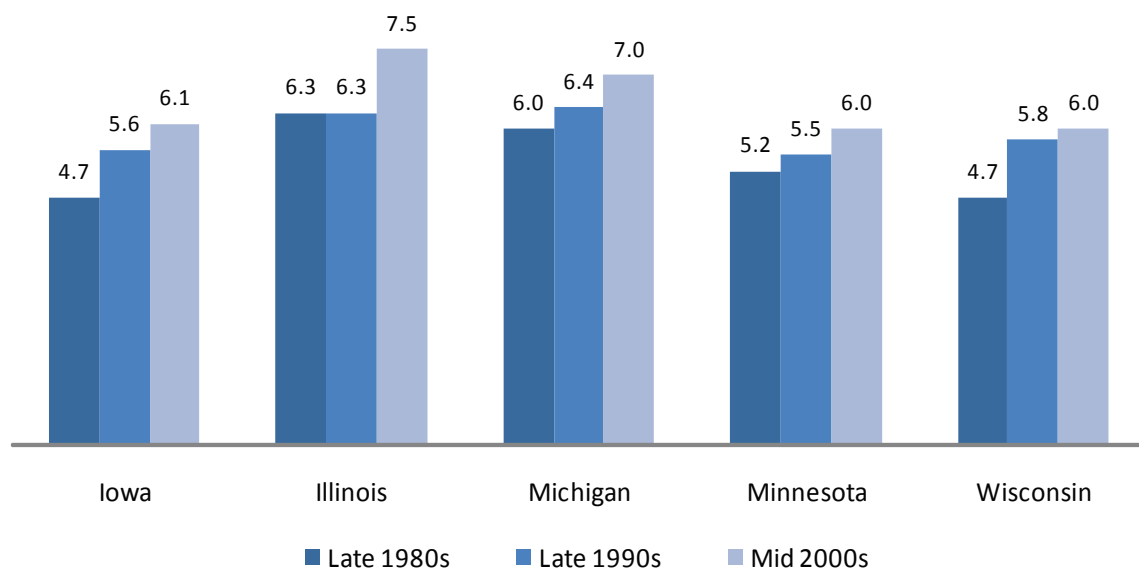 7.5
7.0
6.3 6.3 6.4
6.1 6.0 6.0 6.0
5.6 5.8
5.2 5.5
4.7 4.7
Iowa Illinois Michigan Minnesota Wisconsin
Late 1980s Late 1990s Mid 2000s